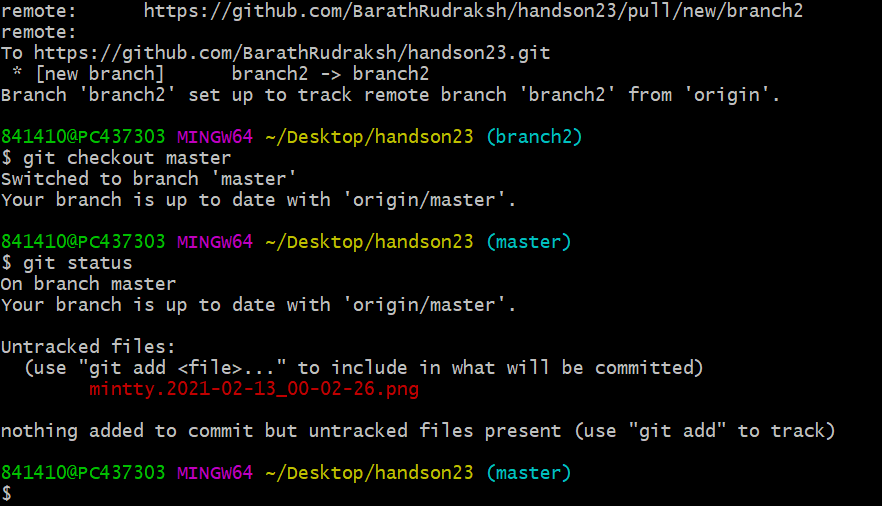 remote:      https://github.com/BarathRudraksh/handson23/pull/new/branch2
remote:
To https://github.com/BarathRudraksh/handson23.git
 * [new branch]      branch2 -> branch2
Branch 'branch2' set up to track remote branch 'branch2' from 'origin'.
841410@PC437303 MINGW64 ~/Desktop/handson23 (branch2)
$ git checkout master
Switched to branch 'master'
Your branch is up to date with 'origin/master'.
841410@PC437303 MINGW64 ~/Desktop/handson23 (master)
$ git status
On branch master
Your branch is up to date with 'origin/master'.
Untracked files:
  (use "git add <file>..." to include in what will be committed)
        mintty.2021-02-13_00-02-26.png
nothing added to commit but untracked files present (use "git add" to track)
841410@PC437303 MINGW64 ~/Desktop/handson23 (master)
$